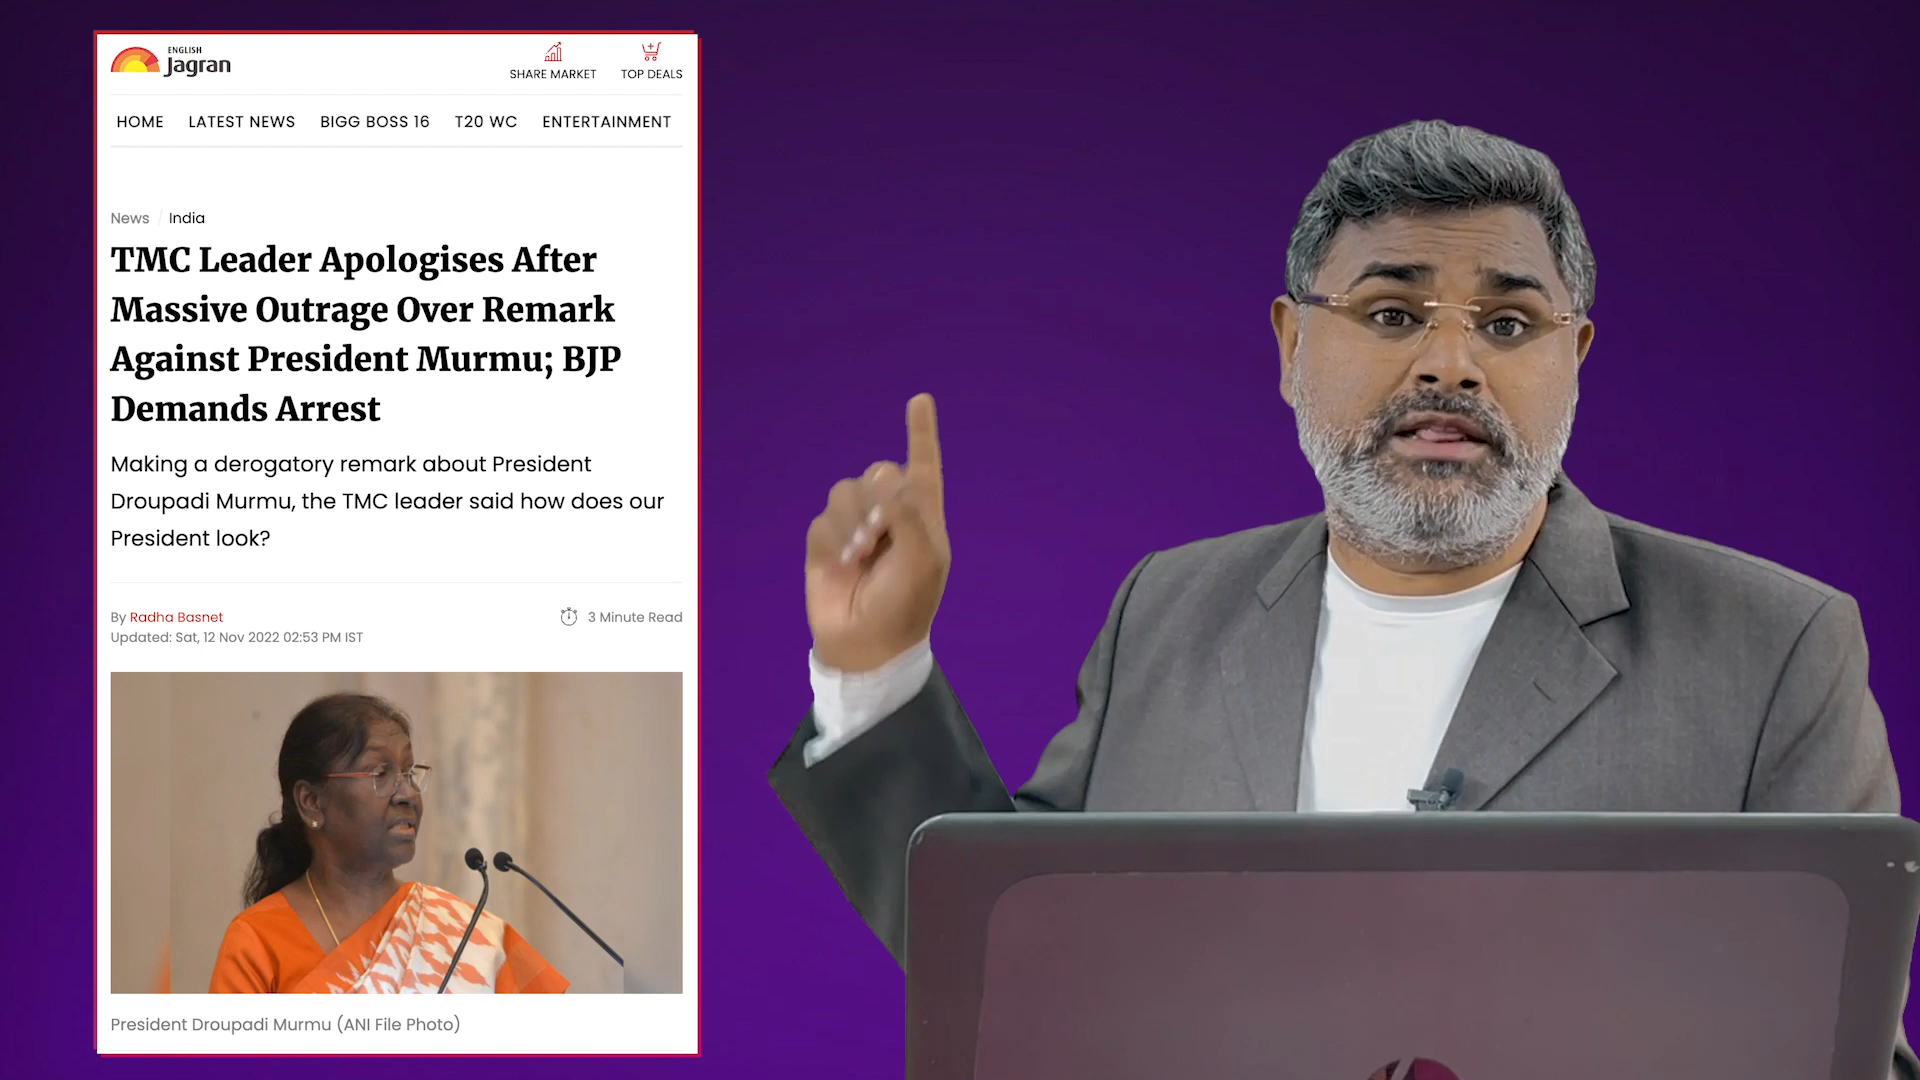 ENGLISH
Jagran
SHARE MARKET
TOP DEALS
HOME
LATEST NEWS
BIGG BOSS 16
T20 WC
ENTERTAINMENT
News / India
TMC Leader Apologises After
Massive Outrage Over Remark
Against President Murmu; BJP
Demands Arrest
Making a derogatory remark about President
Droupadi Murmu, the TMC leader said how does our
President look?
By Radha Basnet
3 Minute Read
Updated: Sat, 12 Nov 2022 02:53 PM IST
President Droupadi Murmu (ANI File Photo)